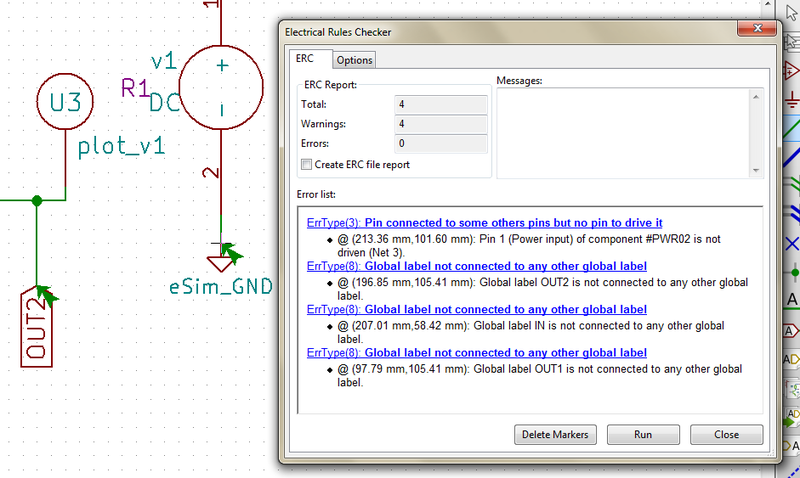 1
v1
U3
R1
DC
plot_v1
2
eSim_GND
OUT2
Electrical Rules Checker
ERC
Options
ERC Report:
Messages:
Total:
4
Warnings:
4
Errors:
0
Create ERC file report
Error list:
ErrType(3): Pin connected to some others pins but no pin to drive it
@ (213.36 mm,101.60 mm): Pin 1 (Power input) of component #PWR02 is not
driven (Net 3).
ErrType(8): Global label not connected to any other global label
@ (196.85 mm,105.41 mm): Global label OUT2 is not connected to any other global
label.
ErrType(8): Global label not connected to any other global label
@ (207.01 mm,58.42 mm): Global label IN is not connected to any other global
label.
ErrType(8): Global label not connected to any other global label
@ (97.79 mm,105.41 mm): Global label OUT1 is not connected to any other global
label.
Delete Markers
Run
Close
A
A
AD
AD